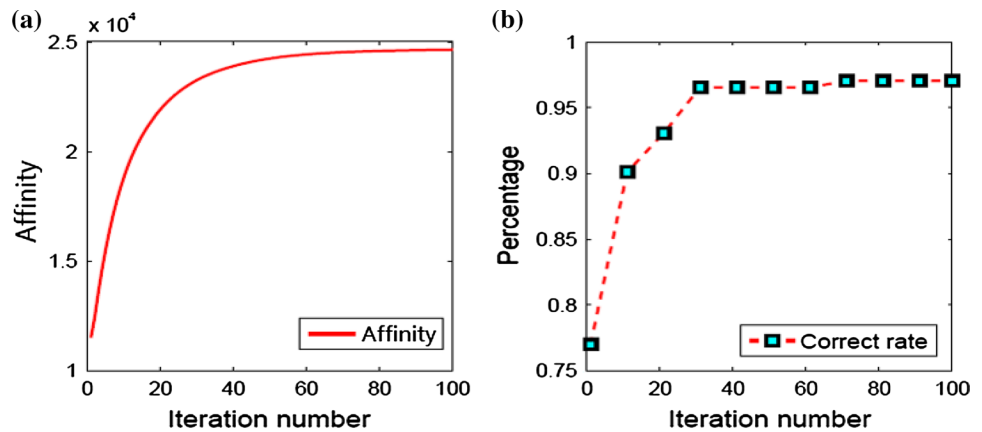 (a)
x 10⁴
2.5
2
1.5
1
0
20
40
60
80
100
Affinity
Iteration number
Affinity
(b)
1
0.95
0.9
0.85
0.8
0.75
0
20
40
60
80
100
Percentage
Iteration number
Correct rate